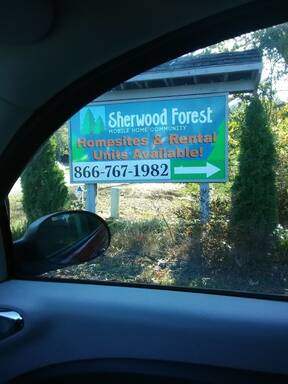 Sherwood Forest
MOBILE HOME COMMUNITY
Homesites & Rental
Units Available!
866-767-1982